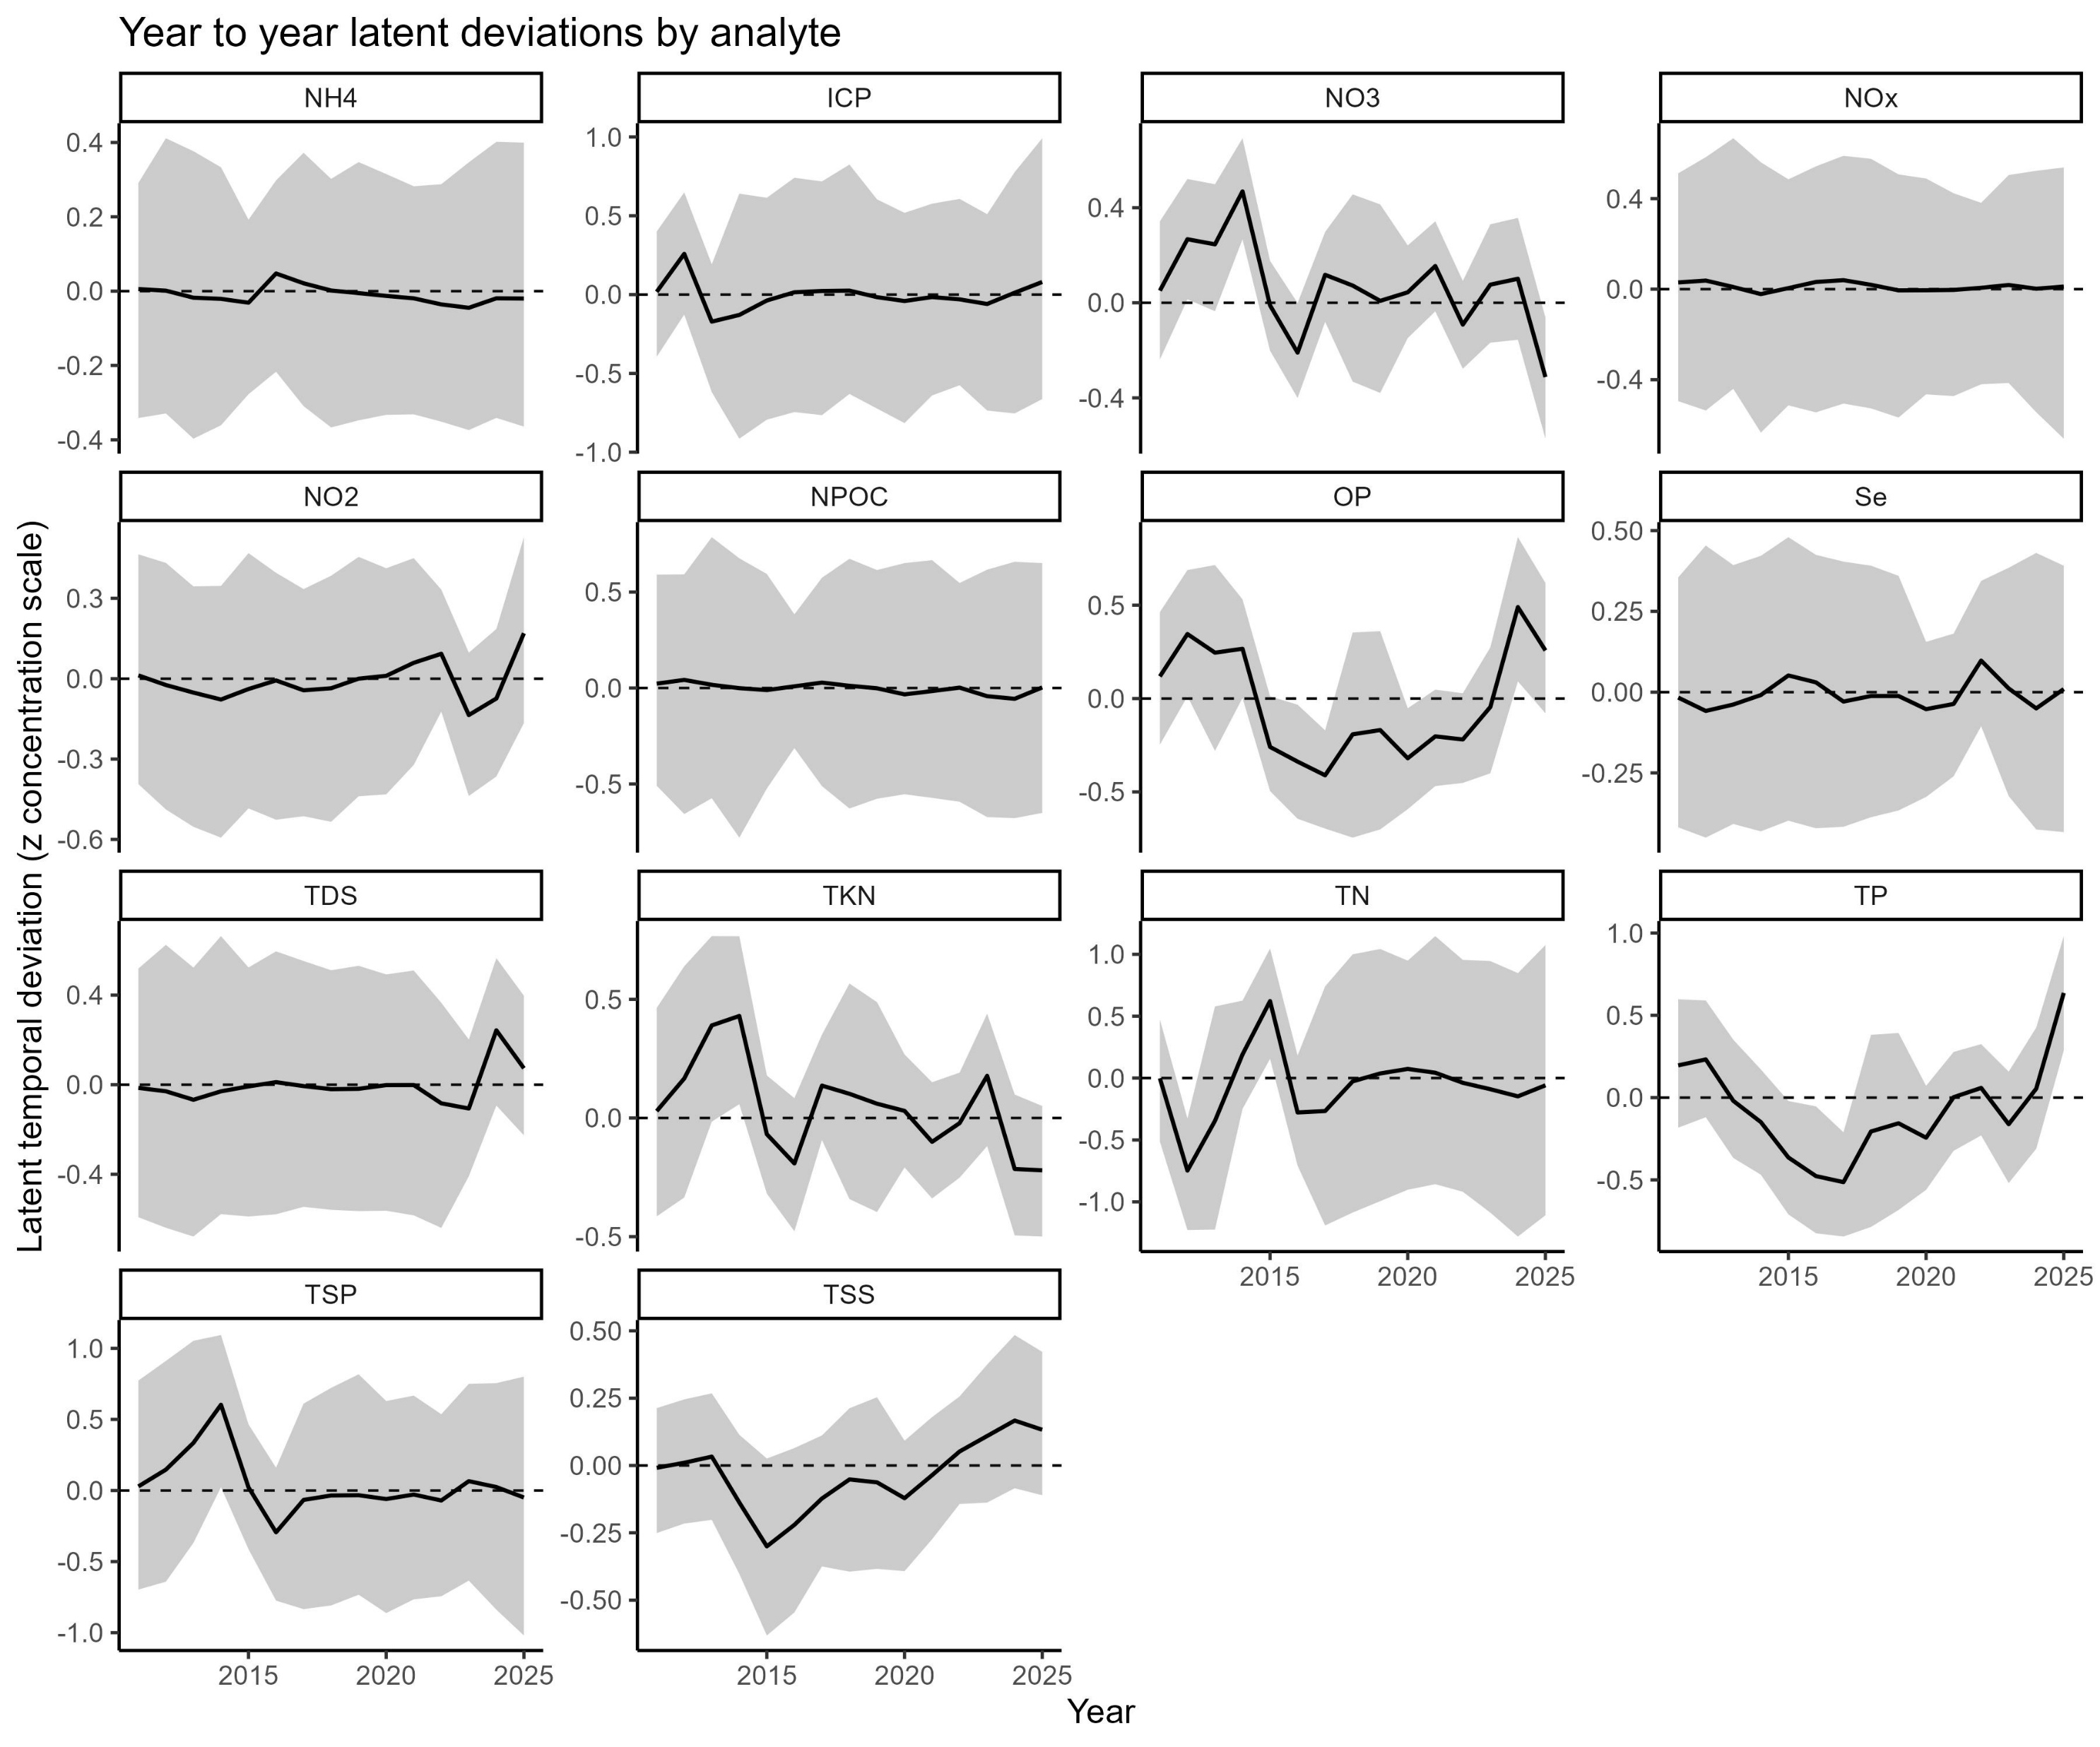 Year to year latent deviations by analyte
NH4
ICP
NO3
NOx
0.4
0.2
0.0
-0.2
-0.4
1.0
0.5
0.0
-0.5
-1.0
0.4
0.0
-0.4
0.4
0.0
-0.4
NO2
NPOC
OP
Se
0.3
0.0
-0.3
-0.6
0.5
0.0
-0.5
0.5
0.0
-0.5
0.50
0.25
0.00
-0.25
TDS
TKN
TN
TP
0.4
0.0
-0.4
0.5
0.0
-0.5
1.0
0.5
0.0
-0.5
-1.0
1.0
0.5
0.0
-0.5
2015 2020 2025
2015 2020 2025
TSP
TSS
1.0
0.5
0.0
-0.5
-1.0
0.50
0.25
0.00
-0.25
-0.50
2015 2020 2025
2015 2020 2025
Year
Latent temporal deviation (z concentration scale)